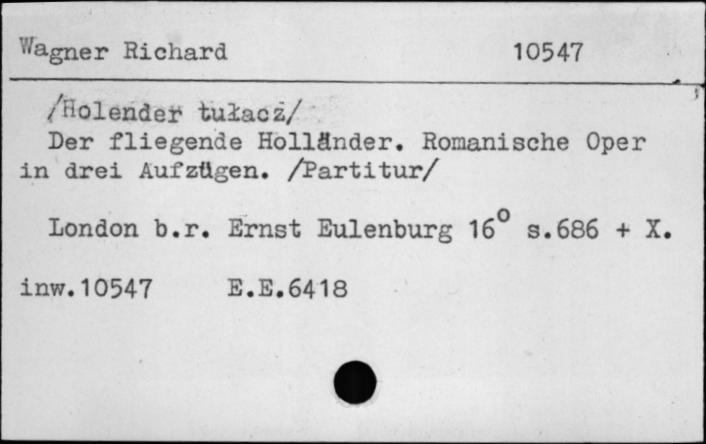 Wagner Richard 10547
/Holender tułacz/
Der fliegende Holländer. Romanische Oper
in drei Aufzügen. /Partitur/
London b.r. Ernst Eulenburg 16° s.686 + X.
inw.10547 E.E.6418